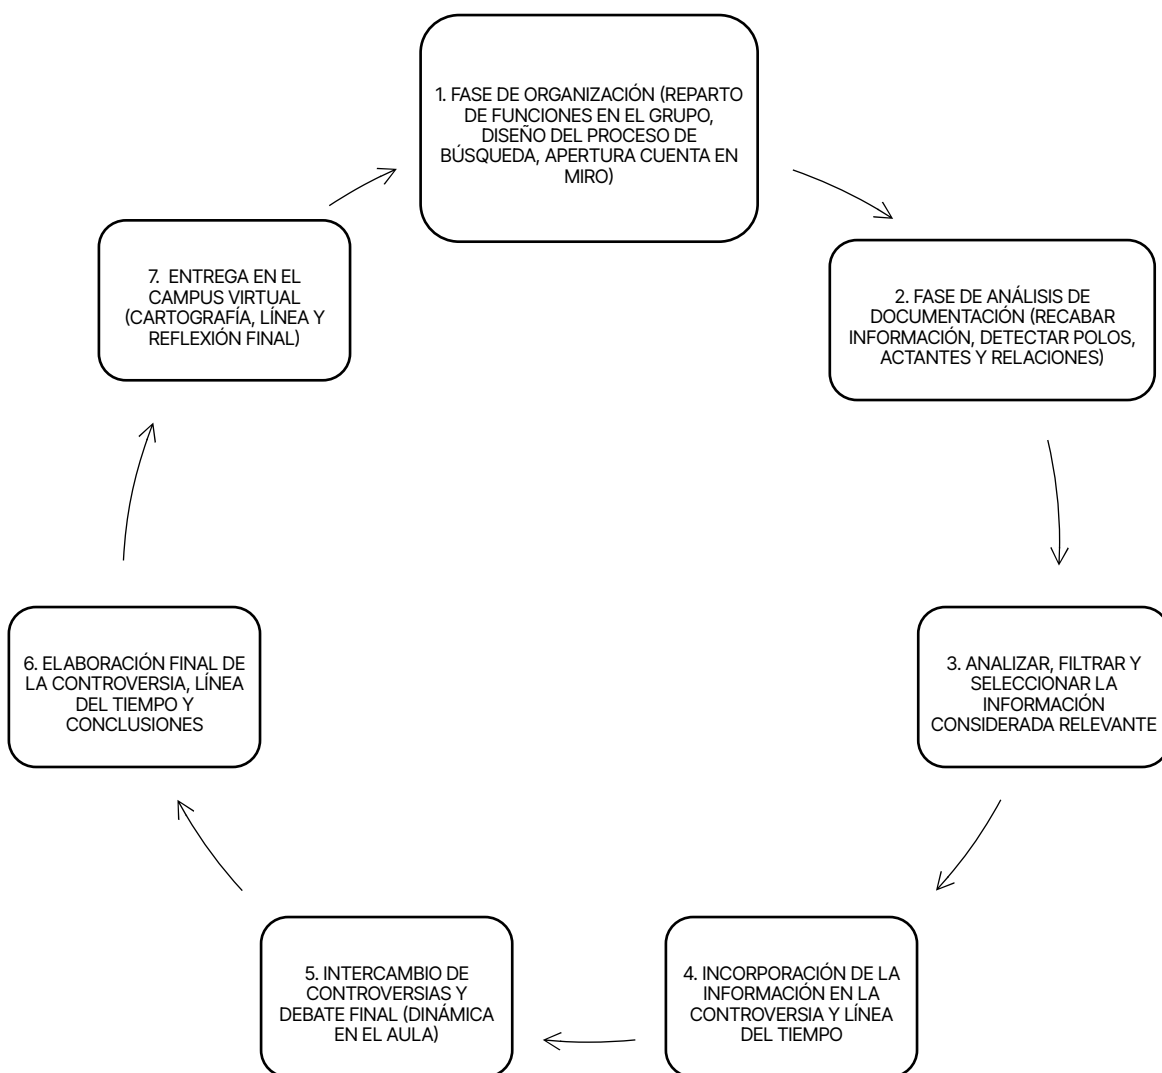 1. FASE DE ORGANIZACIÓN (REPARTO
DE FUNCIONES EN EL GRUPO,
DISEÑO DEL PROCESO DE
BÚSQUEDA, APERTURA CUENTA EN
MIRO)
2. FASE DE ANÁLISIS DE
DOCUMENTACIÓN (RECABAR
INFORMACIÓN, DETECTAR POLOS,
ACTANTES Y RELACIONES)
3. ANALIZAR, FILTRAR Y
SELECCIONAR LA
INFORMACIÓN
CONSIDERADA RELEVANTE
4. INCORPORACIÓN DE LA
INFORMACIÓN EN LA
CONTROVERSIA Y LÍNEA
DEL TIEMPO
5. INTERCAMBIO DE
CONTROVERSIAS Y
DEBATE FINAL (DINÁMICA
EN EL AULA)
6. ELABORACIÓN FINAL DE
LA CONTROVERSIA, LÍNEA
DEL TIEMPO Y
CONCLUSIONES
7. ENTREGA EN EL
CAMPUS VIRTUAL
(CARTOGRAFÍA, LÍNEA Y
REFLEXIÓN FINAL)